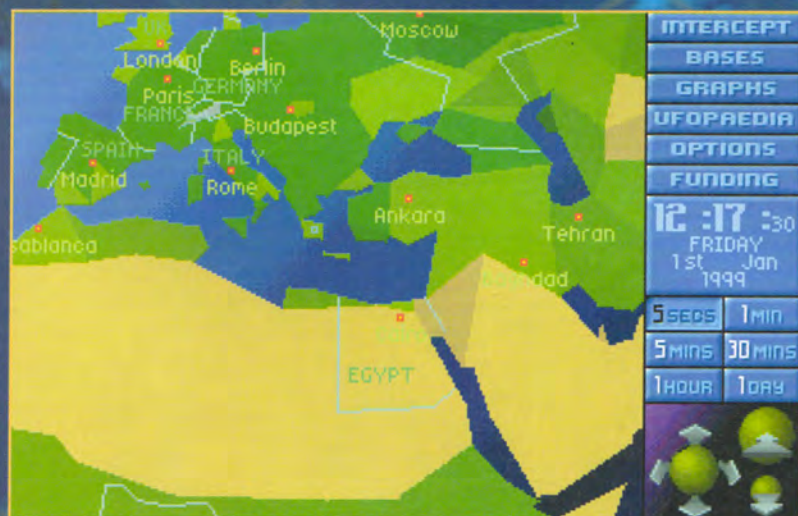 UK
Moscow
London
Berlin
Paris
GERMANY
FRANCE
Budapest
SPAIN
ITALY
Madrid
Rome
Ankara
sablanca
Tehran
EGYPT
INTERCEPT
BASES
GRAPHS
UFOPAEDIA
OPTIONS
FUNDING
12 :17 :30
FRIDAY
1st Jan
1999
5 SECS 1 MIN
5 MINS 30 MINS
1 HOUR 1 DAY